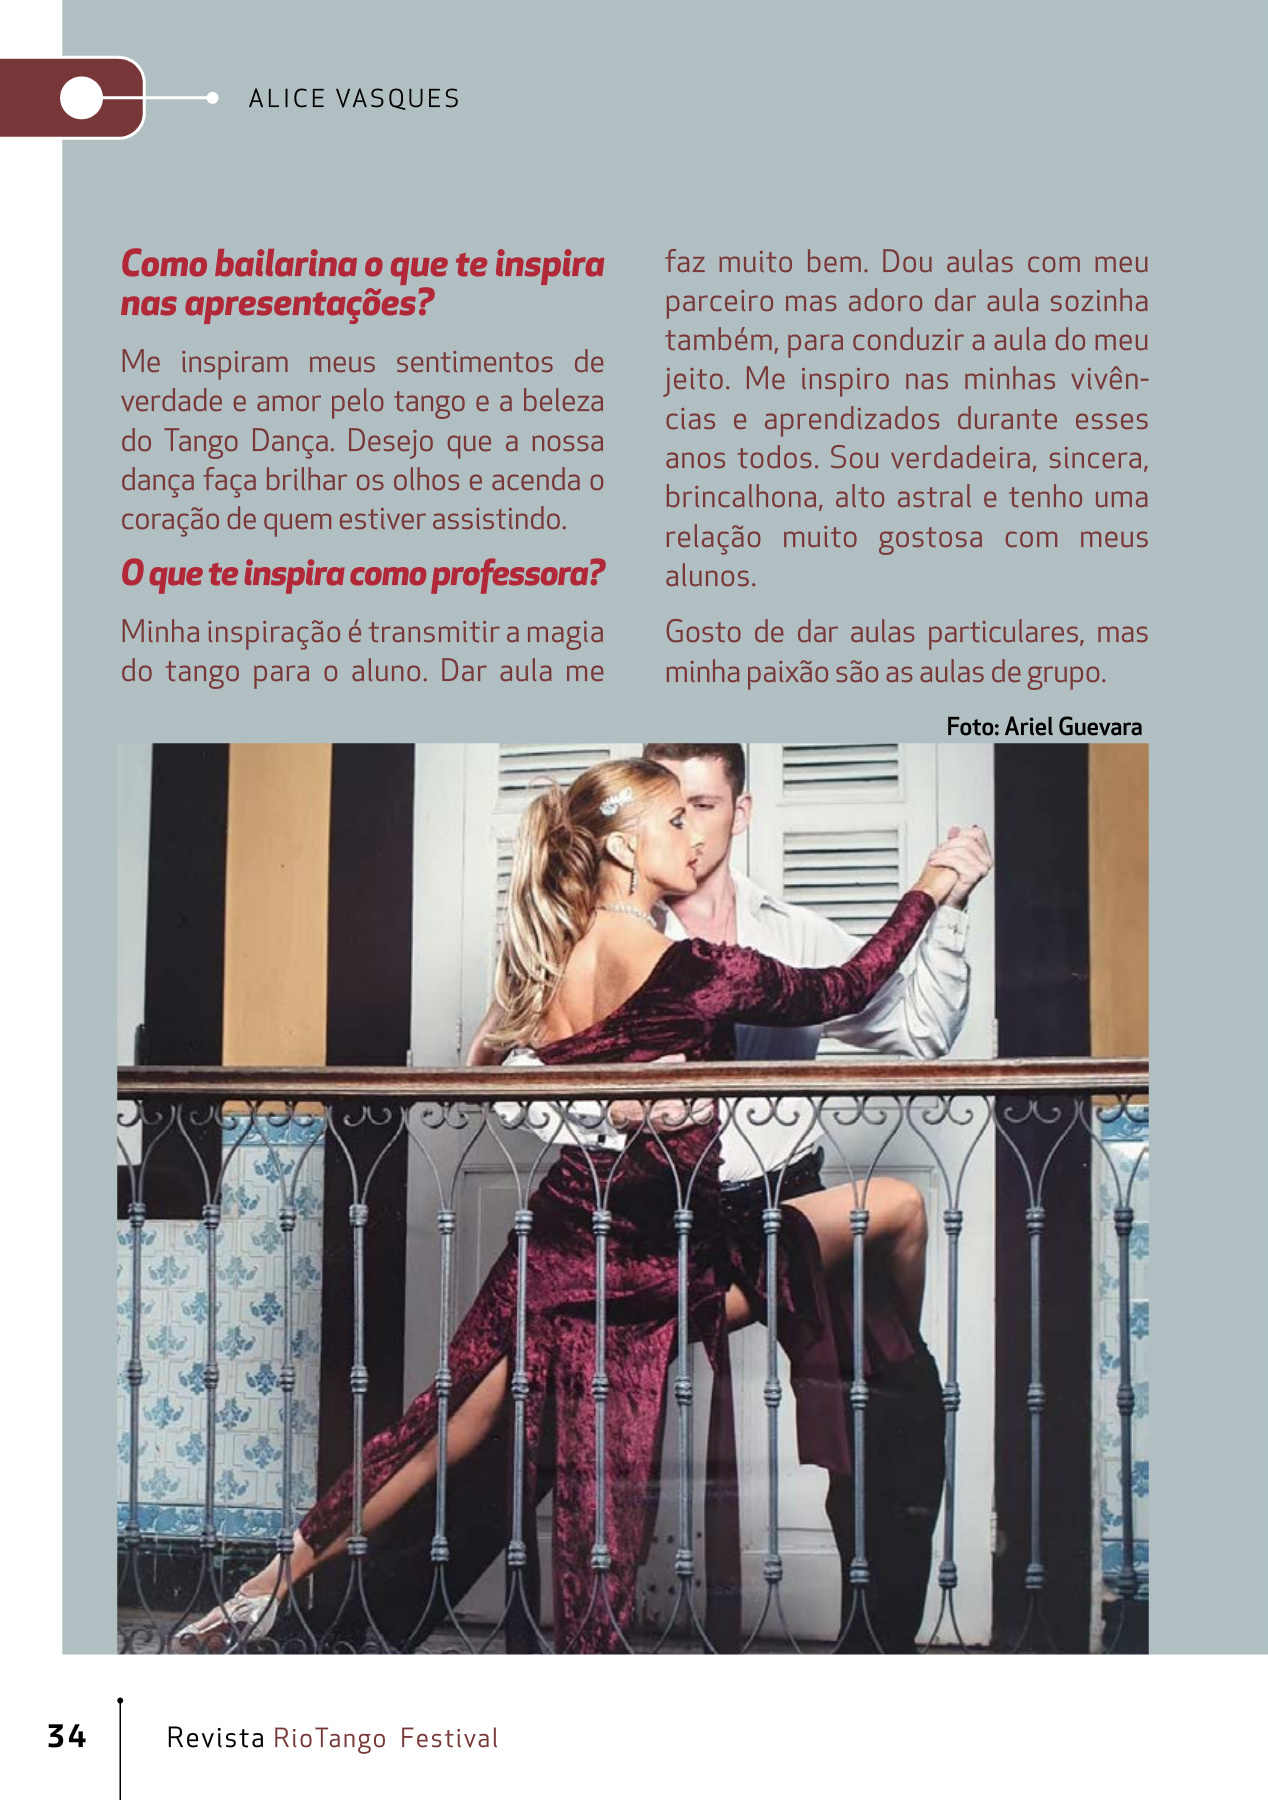 ALICE VASQUES
Como bailarina o que te inspira
nas apresentações?
Me inspiram meus sentimentos de
verdade e amor pelo tango e a beleza
do Tango Dança. Desejo que a nossa
dança faça brilhar os olhos e acenda o
coração de quem estiver assistindo.
O que te inspira como professora?
Minha inspiração é transmitir a magia
do tango para o aluno. Dar aula me
faz muito bem. Dou aulas com meu
parceiro mas adoro dar aula sozinha
também, para conduzir a aula do meu
jeito. Me inspiro nas minhas vivên-
cias e aprendizados durante esses
anos todos. Sou verdadeira, sincera,
brincalhona, alto astral e tenho uma
relação muito gostosa com meus
alunos.
Gosto de dar aulas particulares, mas
minha paixão são as aulas de grupo.
Foto: Ariel Guevara
34
Revista RioTango Festival